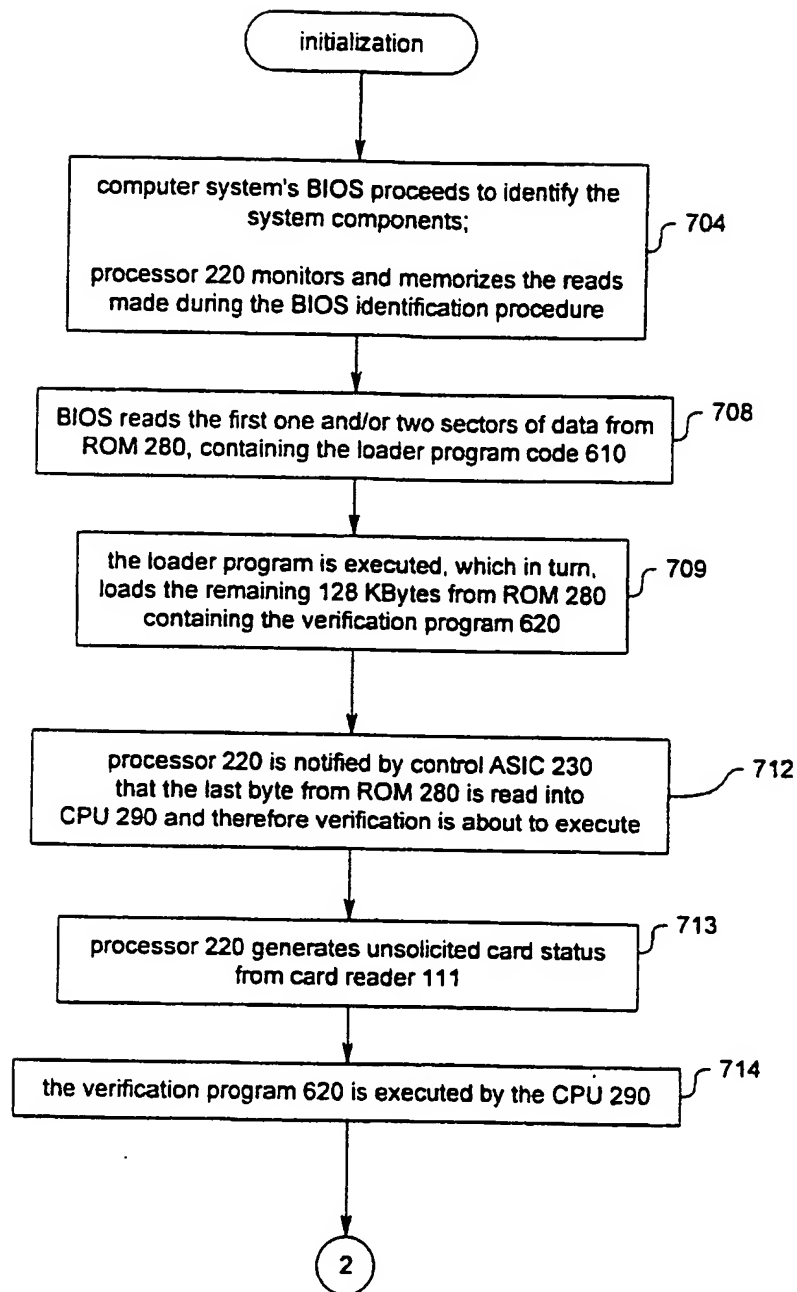 initialization
computer system's BIOS proceeds to identify the
system components;
processor 220 monitors and memorizes the reads
made during the BIOS identification procedure
704
BIOS reads the first one and/or two sectors of data from
ROM 280, containing the loader program code 610
708
the loader program is executed, which in turn,
loads the remaining 128 KBytes from ROM 280
containing the verification program 620
709
processor 220 is notified by control ASIC 230
that the last byte from ROM 280 is read into
CPU 290 and therefore verification is about to execute
712
processor 220 generates unsolicited card status
from card reader 111
713
the verification program 620 is executed by the CPU 290
714
2